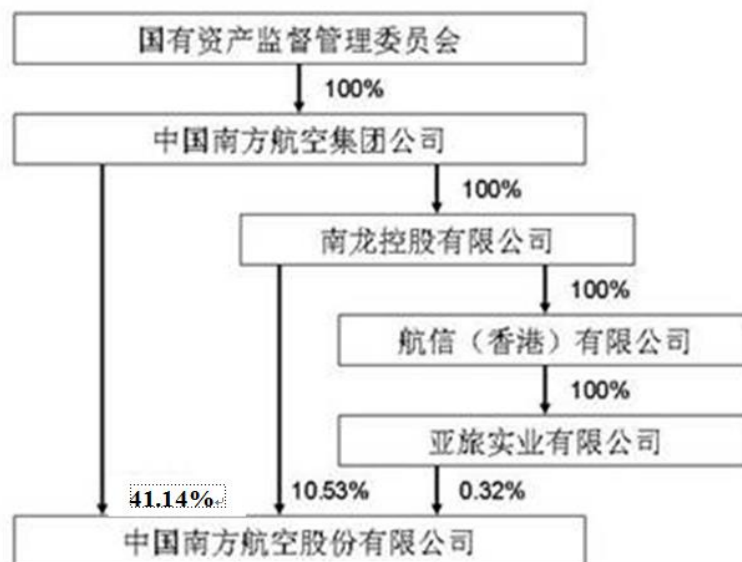 国有资产监督管理委员会
100%
中国南方航空集团公司
100%
南龙控股有限公司
100%
航信（香港）有限公司
100%
亚旅实业有限公司
41.14%
10.53%
0.32%
中国南方航空股份有限公司